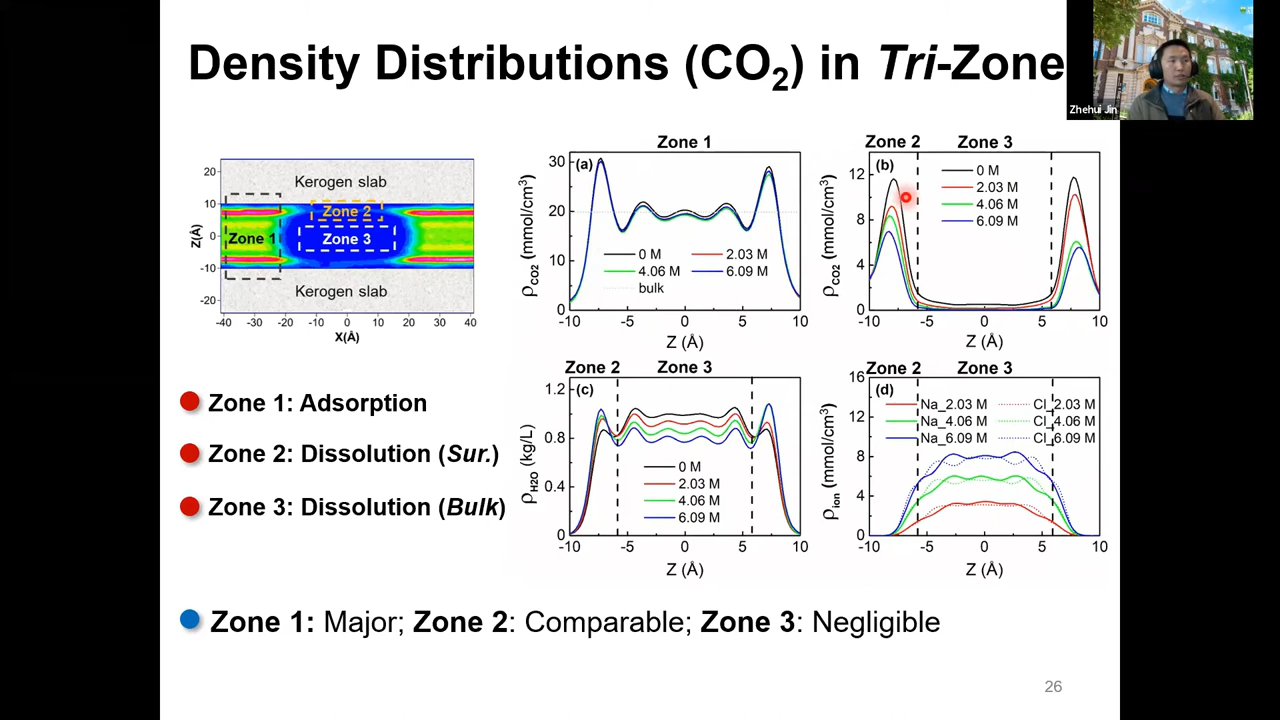 Density Distributions (CO2) in Tri-Zone
Zhehui Jin
Kerogen slab
Zone 2
Zone 1
Zone 3
Kerogen slab
Z(Å)
20
10
0
-10
-20
-40 -30 -20 -10 0 10 20 30 40
X(Å)
Zone 1
(a)
ρCO2 (mmol/cm3)
30
20
10
0
0 M 2.03 M
4.06 M 6.09 M
bulk
-10 -5 0 5 10
Z (Å)
Zone 2 Zone 3
(b)
ρCO2 (mmol/cm3)
12
8
4
0
0 M
2.03 M
4.06 M
6.09 M
-10 -5 0 5 10
Z (Å)
Zone 2 Zone 3
(c)
ρH2O (kg/L)
1.2
0.8
0.4
0
0 M
2.03 M
4.06 M
6.09 M
-10 -5 0 5 10
Z (Å)
Zone 2 Zone 3
(d)
ρion (mmol/cm3)
16
12
8
4
0
Na_2.03 M Cl_2.03 M
Na_4.06 M Cl_4.06 M
Na_6.09 M Cl_6.09 M
-10 -5 0 5 10
Z (Å)
Zone 1: Adsorption
Zone 2: Dissolution (Sur.)
Zone 3: Dissolution (Bulk)
Zone 1: Major; Zone 2: Comparable; Zone 3: Negligible
26